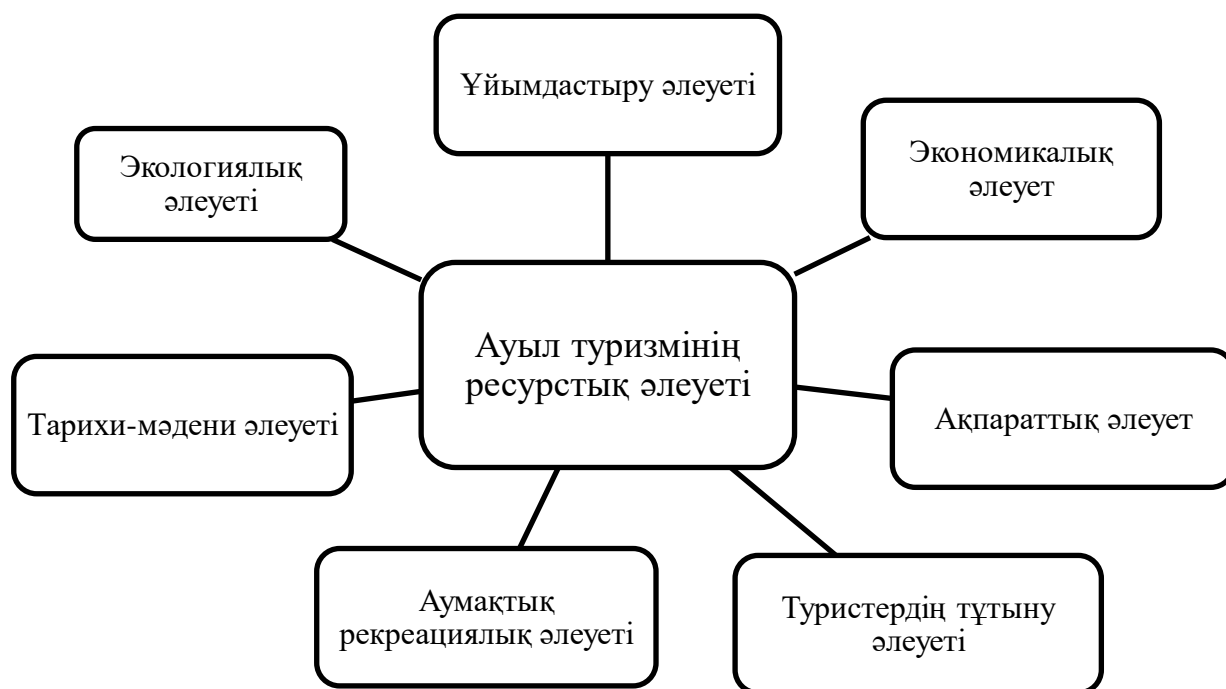 Ұйымдастыру әлеуеті
Экологиялық
әлеуеті
Экономикалық
әлеует
Ауыл туризмінің
ресурстық әлеуеті
Тарихи-мәдени әлеуеті
Ақпараттық әлеует
Аумақтық
рекреациялық әлеуеті
Туристердің тұтыну
әлеуеті